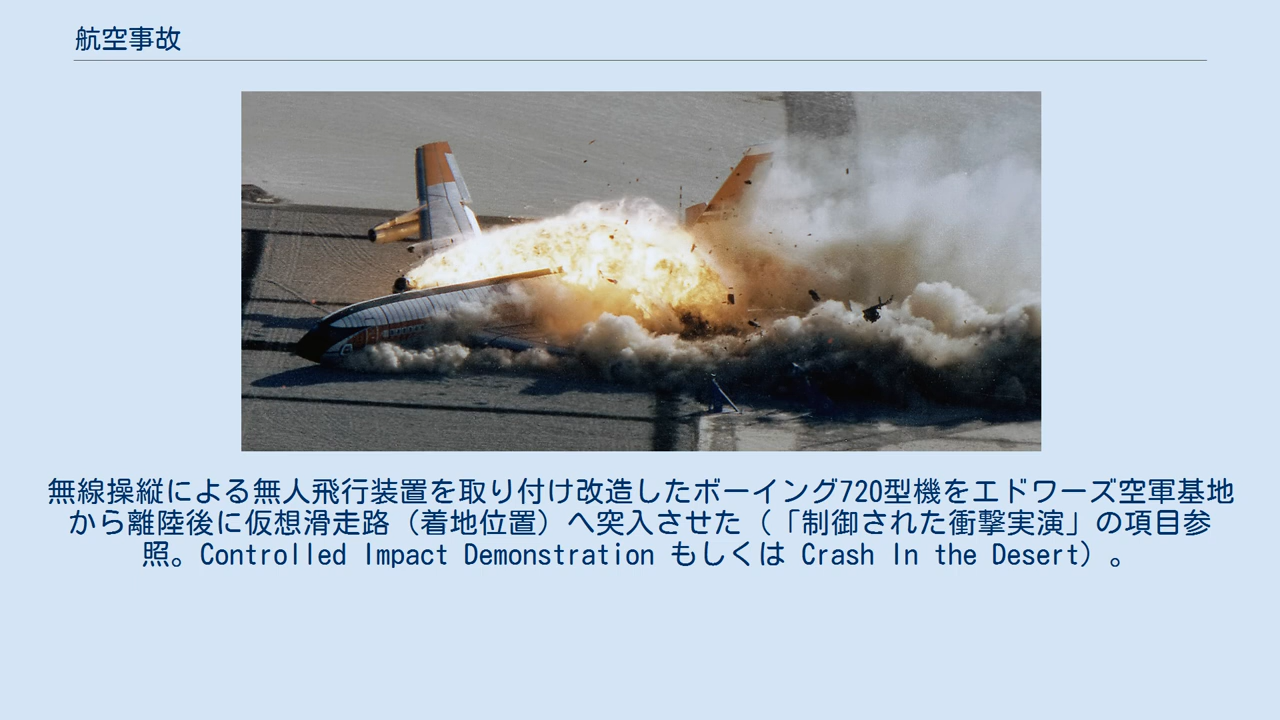 航空事故
無線操縦による無人飛行装置を取り付け改造したボーイング720型機をエドワーズ空軍基地
から離陸後に仮想滑走路（着地位置）へ突入させた（「制御された衝撃実演」の項目参
照。Controlled Impact Demonstration もしくは Crash In the Desert）。